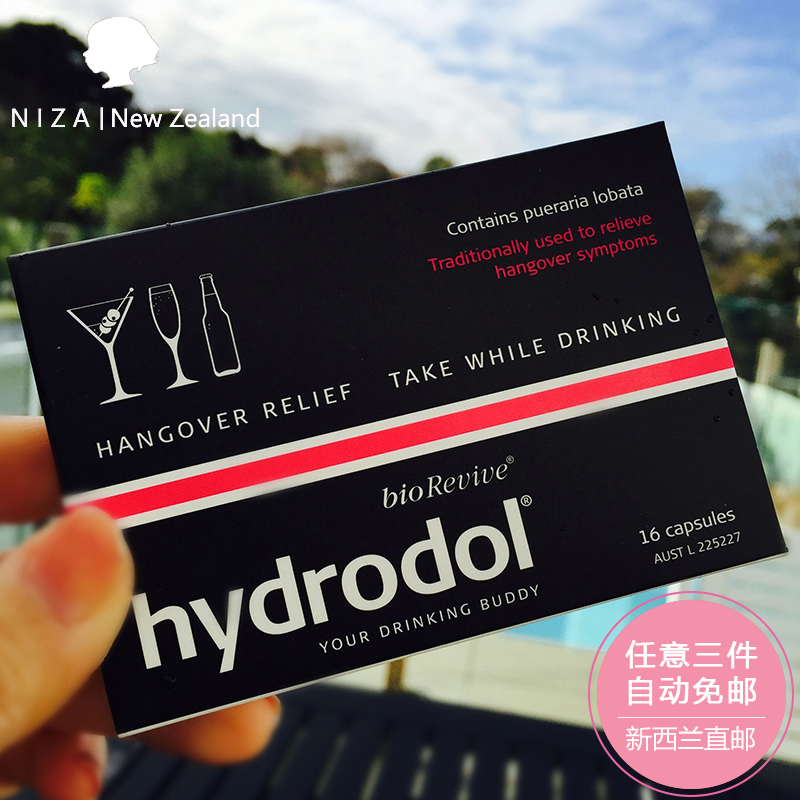 NIZA | New Zealand
Contains pueraria lobata
Traditionally used to relieve
hangover symptoms
HANGOVER RELIEF TAKE WHILE DRINKING
bioRevive®
hydrodol®
YOUR DRINKING BUDDY
16 capsules
AUST L 225227
任意三件
自动免邮
新西兰直邮